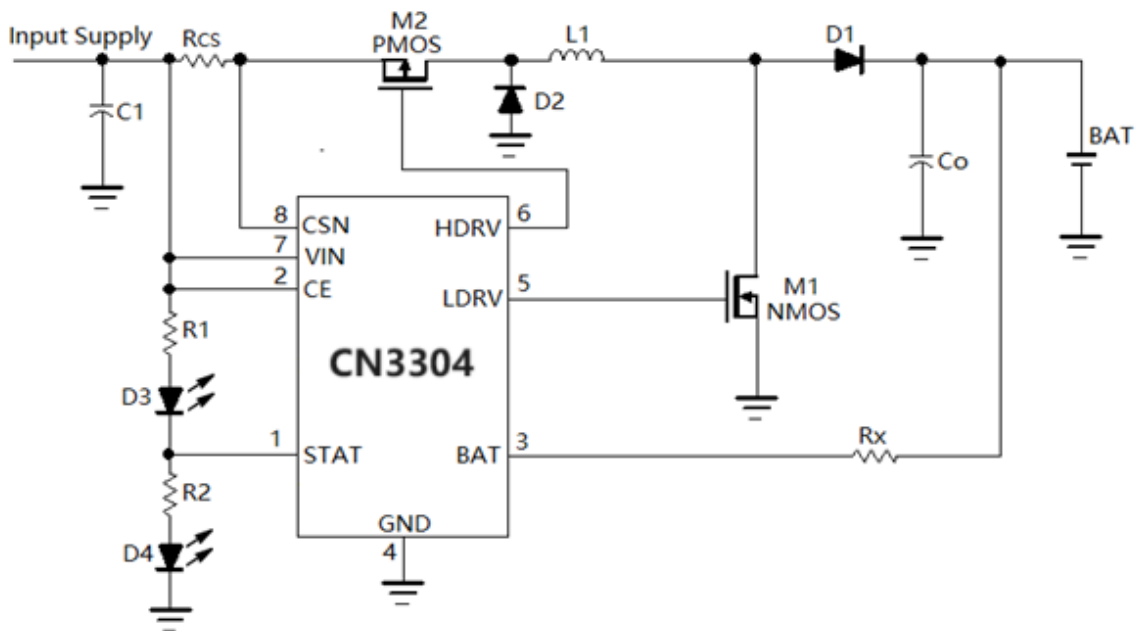 Input Supply
Rcs
M2
PMOS
L1
D1
C1
D2
Co
BAT
8
CSN
HDRV
6
7
VIN
2
CE
LDRV
5
M1
NMOS
R1
CN3304
D3
1
STAT
BAT
3
Rx
R2
GND
D4
4